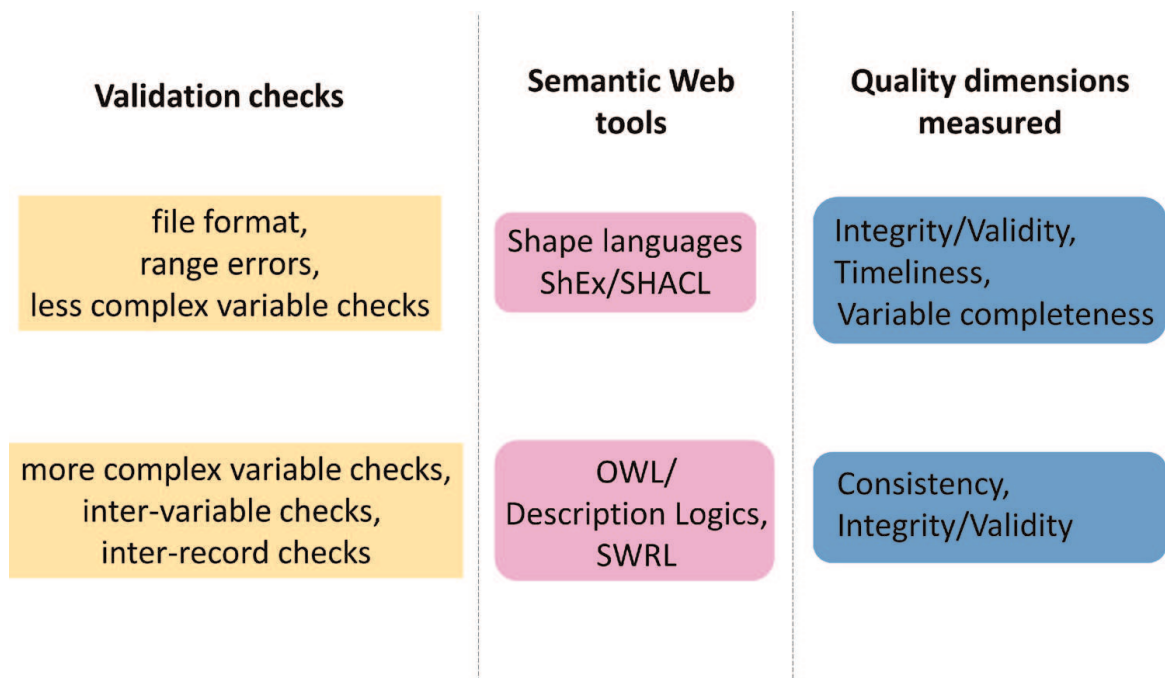 Validation checks
Semantic Web
tools
Quality dimensions
measured
file format,
range errors,
less complex variable checks
Shape languages
ShEx/SHACL
Integrity/Validity,
Timeliness,
Variable completeness
more complex variable checks,
inter-variable checks,
inter-record checks
OWL/
Description Logics,
SWRL
Consistency,
Integrity/Validity